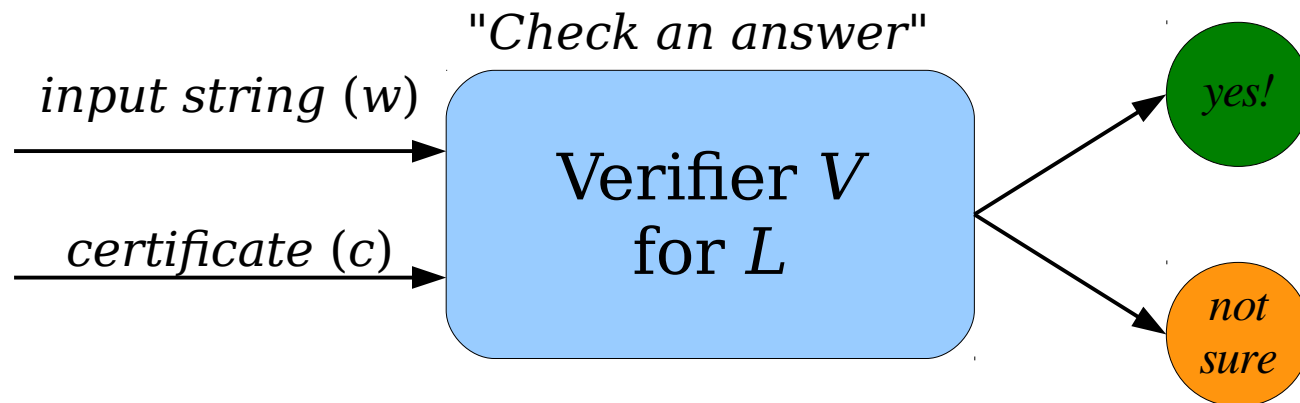 "Check an answer"
input string (w)
certificate (c)
Verifier V
for L
yes!
not
sure